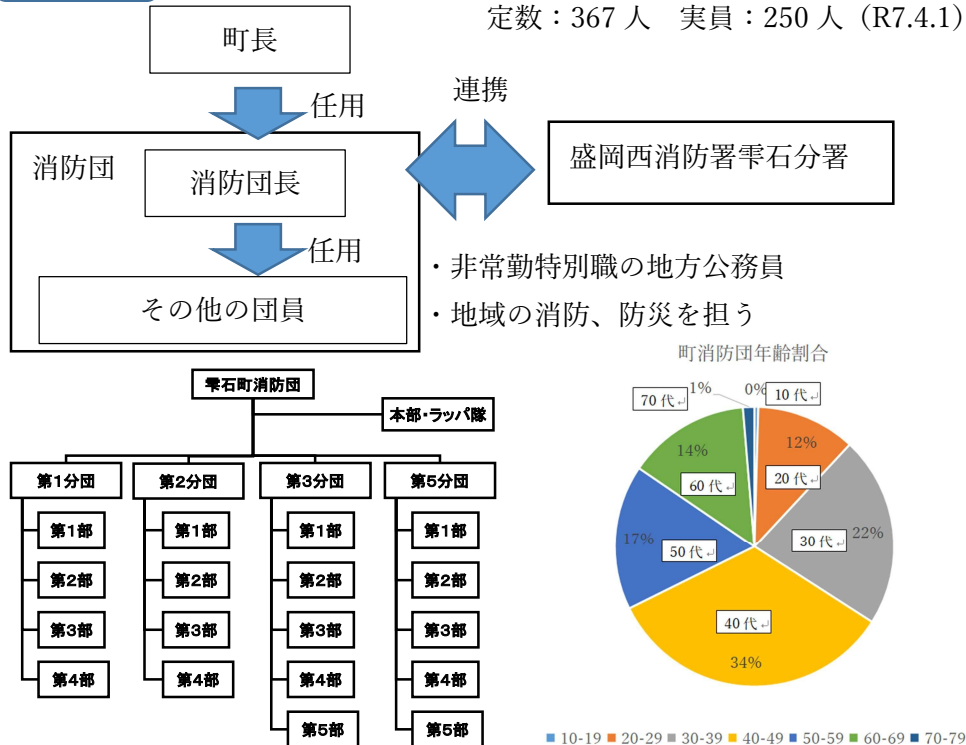 定数：367 人　実員：250 人（R7.4.1）
町長
任用
連携
消防団
消防団長
盛岡西消防署雫石分署
任用
その他の団員
・非常勤特別職の地方公務員
・地域の消防、防災を担う
雫石町消防団
本部・ラッパ隊
第1分団
第1部
第2部
第3部
第4部
第2分団
第1部
第2部
第3部
第4部
第3分団
第1部
第2部
第3部
第4部
第5部
第5分団
第1部
第2部
第3部
第4部
第5部
町消防団年齢割合
70 代
1%
0%
10 代
12%
20 代
14%
60 代
22%
30 代
17%
50 代
40 代
34%
10-19 20-29 30-39 40-49 50-59 60-69 70-79